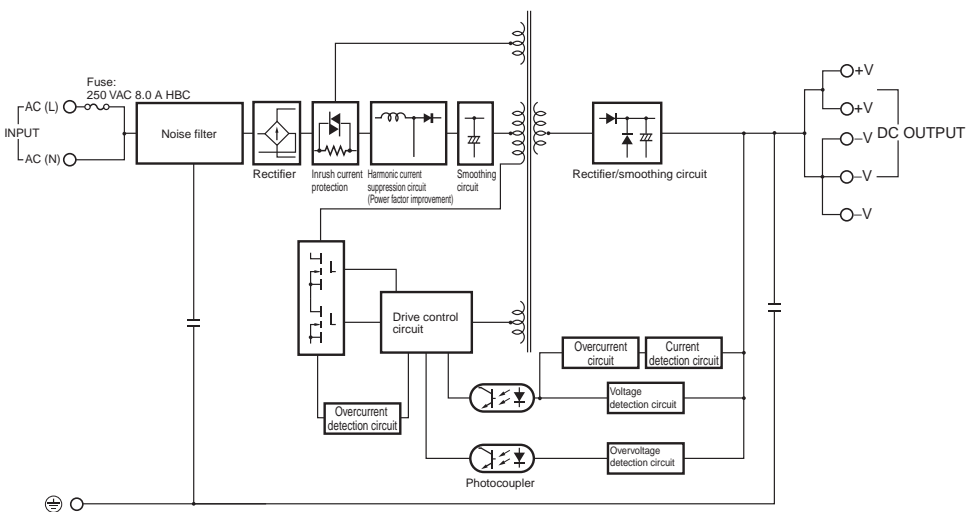 Fuse:
250 VAC 8.0 A HBC
AC (L)
INPUT
AC (N)
Noise filter
Rectifier
Inrush current
protection
Harmonic current
suppression circuit
(Power factor improvement)
Smoothing
circuit
Rectifier/smoothing circuit
+V
+V
–V
DC OUTPUT
–V
–V
Drive control
circuit
Overcurrent
circuit
Current
detection circuit
Voltage
detection circuit
Overcurrent
detection circuit
Overvoltage
detection circuit
Photocoupler